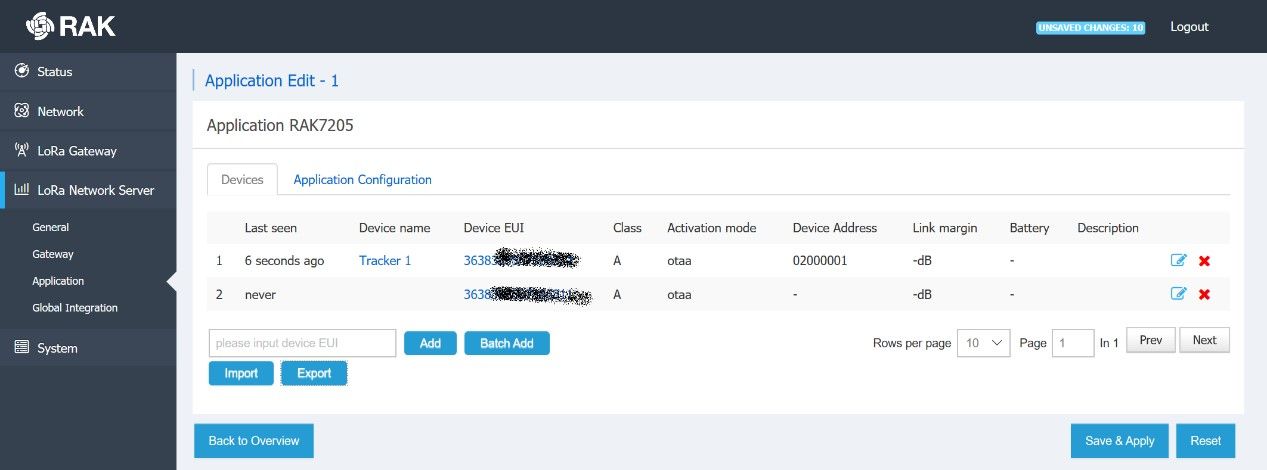 RAK
UNSAVED CHANGES: 10
Logout
Status
Network
LoRa Gateway
LoRa Network Server
General
Gateway
Application
Global Integration
System
Application Edit - 1
Application RAK7205
Devices Application Configuration
Last seen Device name Device EUI Class Activation mode Device Address Link margin Battery Description
1 6 seconds ago Tracker 1 36383 A otaa 02000001 -dB -
2 never 3638 A otaa - -dB -
please input device EUI Add Batch Add Rows per page 10 Page 1 In 1 Prev Next
Import Export
Back to Overview Save & Apply Reset